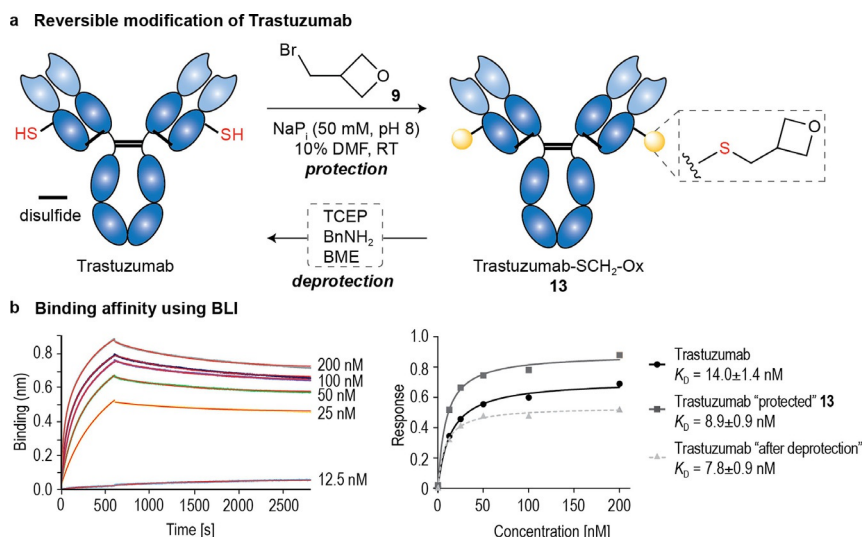 a Reversible modification of Trastuzumab
Br
O
9
HS
SH
NaPᵢ (50 mM, pH 8)
10% DMF, RT
protection
S
O
disulfide
TCEP
BnNH₂
BME
deprotection
Trastuzumab
Trastuzumab-SCH₂-Ox
13
b Binding affinity using BLI
Binding (nm)
0.8
0.6
0.4
0.2
0.0
0
500
1000
1500
2000
2500
Time [s]
200 nM
100 nM
50 nM
25 nM
12.5 nM
Response
1.0
0.8
0.6
0.4
0.2
0.0
0
50
100
150
200
Concentration [nM]
Trastuzumab
K_D = 14.0±1.4 nM
Trastuzumab “protected” 13
K_D = 8.9±0.9 nM
Trastuzumab “after deprotection”
K_D = 7.8±0.9 nM